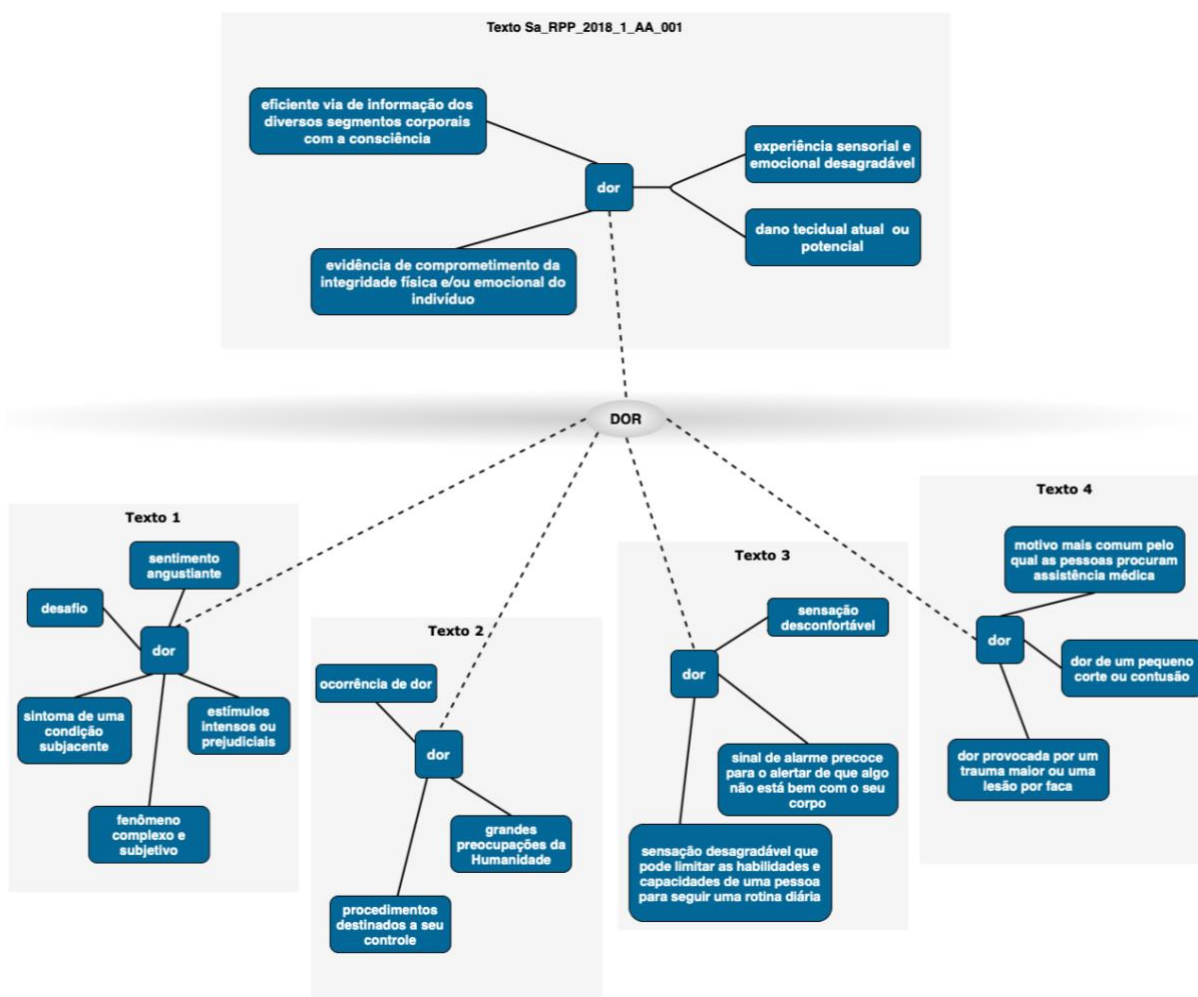 Texto Sa_RPP_2018_1_AA_001
eficiente via de informação dos
diversos segmentos corporais
com a consciência
experiência sensorial e
emocional desagradável
dor
dano tecidual atual ou
potencial
evidência de comprometimento da
integridade física e/ou emocional do
indivíduo
DOR
Texto 1
sentimento
angustiante
desafio
dor
sintoma de uma
condição
subjacente
estímulos
intensos ou
prejudiciais
fenômeno
complexo e
subjetivo
Texto 2
ocorrência de dor
dor
grandes
preocupações da
Humanidade
procedimentos
destinados a seu
controle
Texto 3
sensação
desconfortável
dor
sinal de alarme precoce
para o alertar de que algo
não está bem com o seu
corpo
sensação desagradável que
pode limitar as habilidades e
capacidades de uma pessoa
para seguir uma rotina diária
Texto 4
motivo mais comum pelo
qual as pessoas procuram
assistência médica
dor
dor de um pequeno
corte ou contusão
dor provocada por um
trauma maior ou uma
lesão por faca